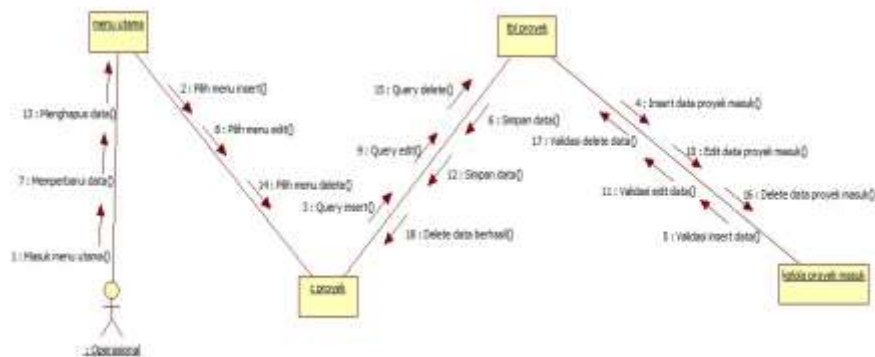 menu utama
tbl proyek
2 : Pilih menu insert()
15 : Query delete()
13 : Menghapus data()
4 : Insert data proyek masuk()
6 : Simpan data()
8 : Pilih menu edit()
17 : Validasi delete data()
9 : Query edit()
10 : Edit data proyek masuk()
7 : Memperbarui data()
12 : Simpan data()
14 : Pilih menu delete()
11 : Validasi edit data()
16 : Delete data proyek masuk()
3 : Query insert()
18 : Delete data berhasil()
5 : Validasi insert data()
1 : Masuk menu utama()
c.proyek
kelola proyek masuk
: Operasional